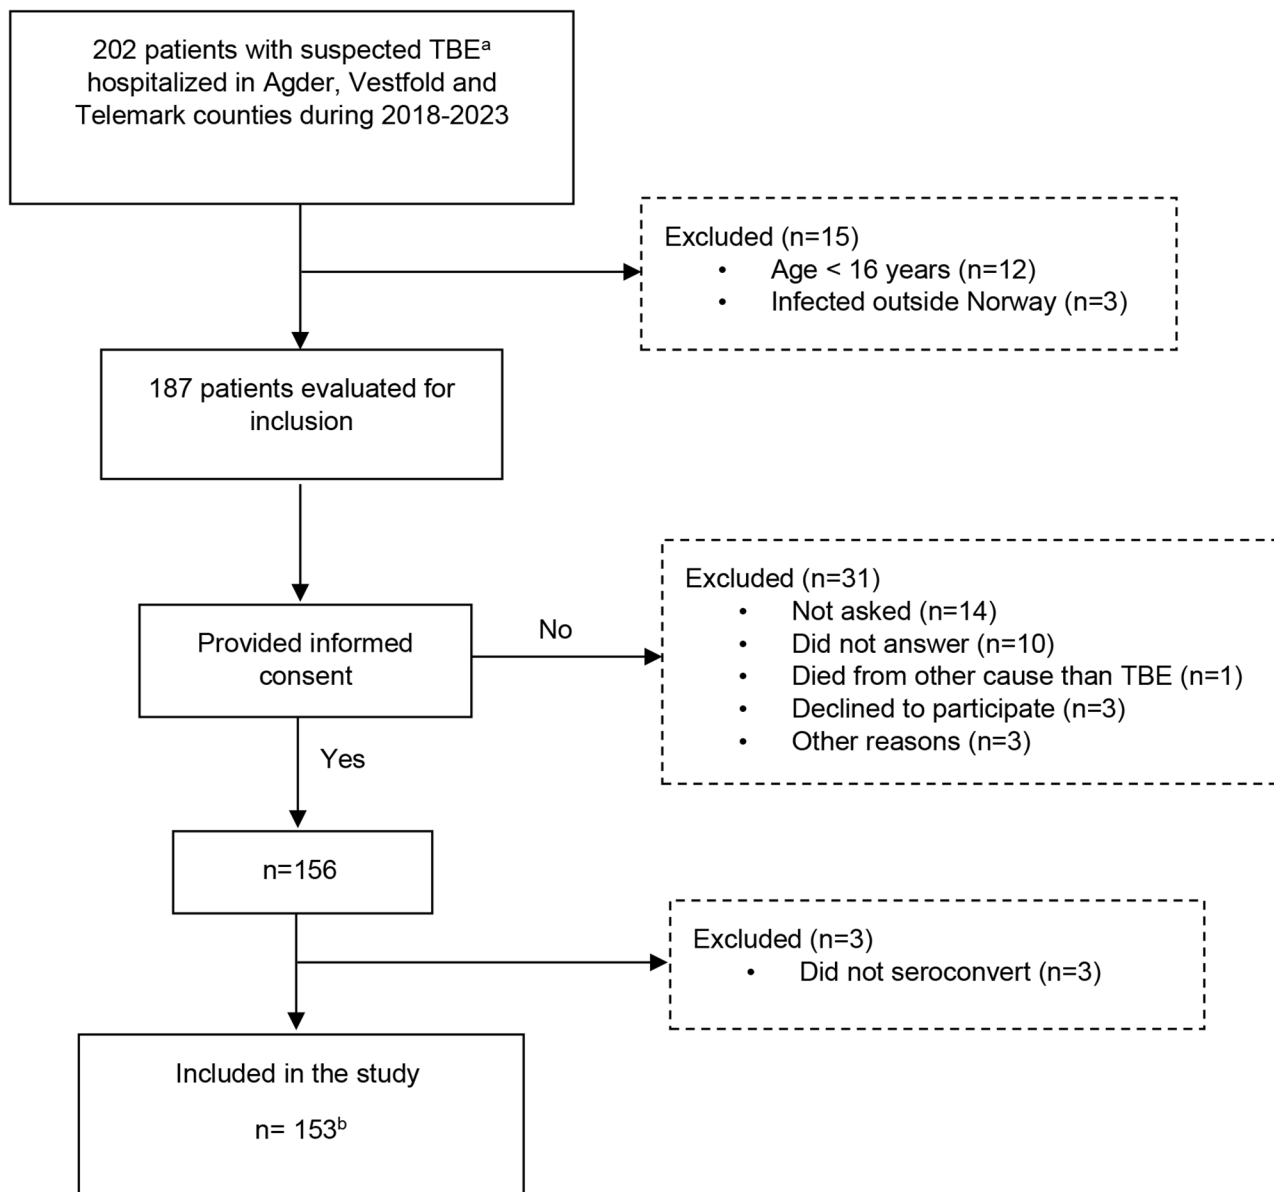 202 patients with suspected TBEᵃ
hospitalized in Agder, Vestfold and
Telemark counties during 2018-2023
Excluded (n=15)
• Age < 16 years (n=12)
• Infected outside Norway (n=3)
187 patients evaluated for
inclusion
Provided informed
consent
No
Excluded (n=31)
• Not asked (n=14)
• Did not answer (n=10)
• Died from other cause than TBE (n=1)
• Declined to participate (n=3)
• Other reasons (n=3)
Yes
n=156
Excluded (n=3)
• Did not seroconvert (n=3)
Included in the study
n= 153ᵇ